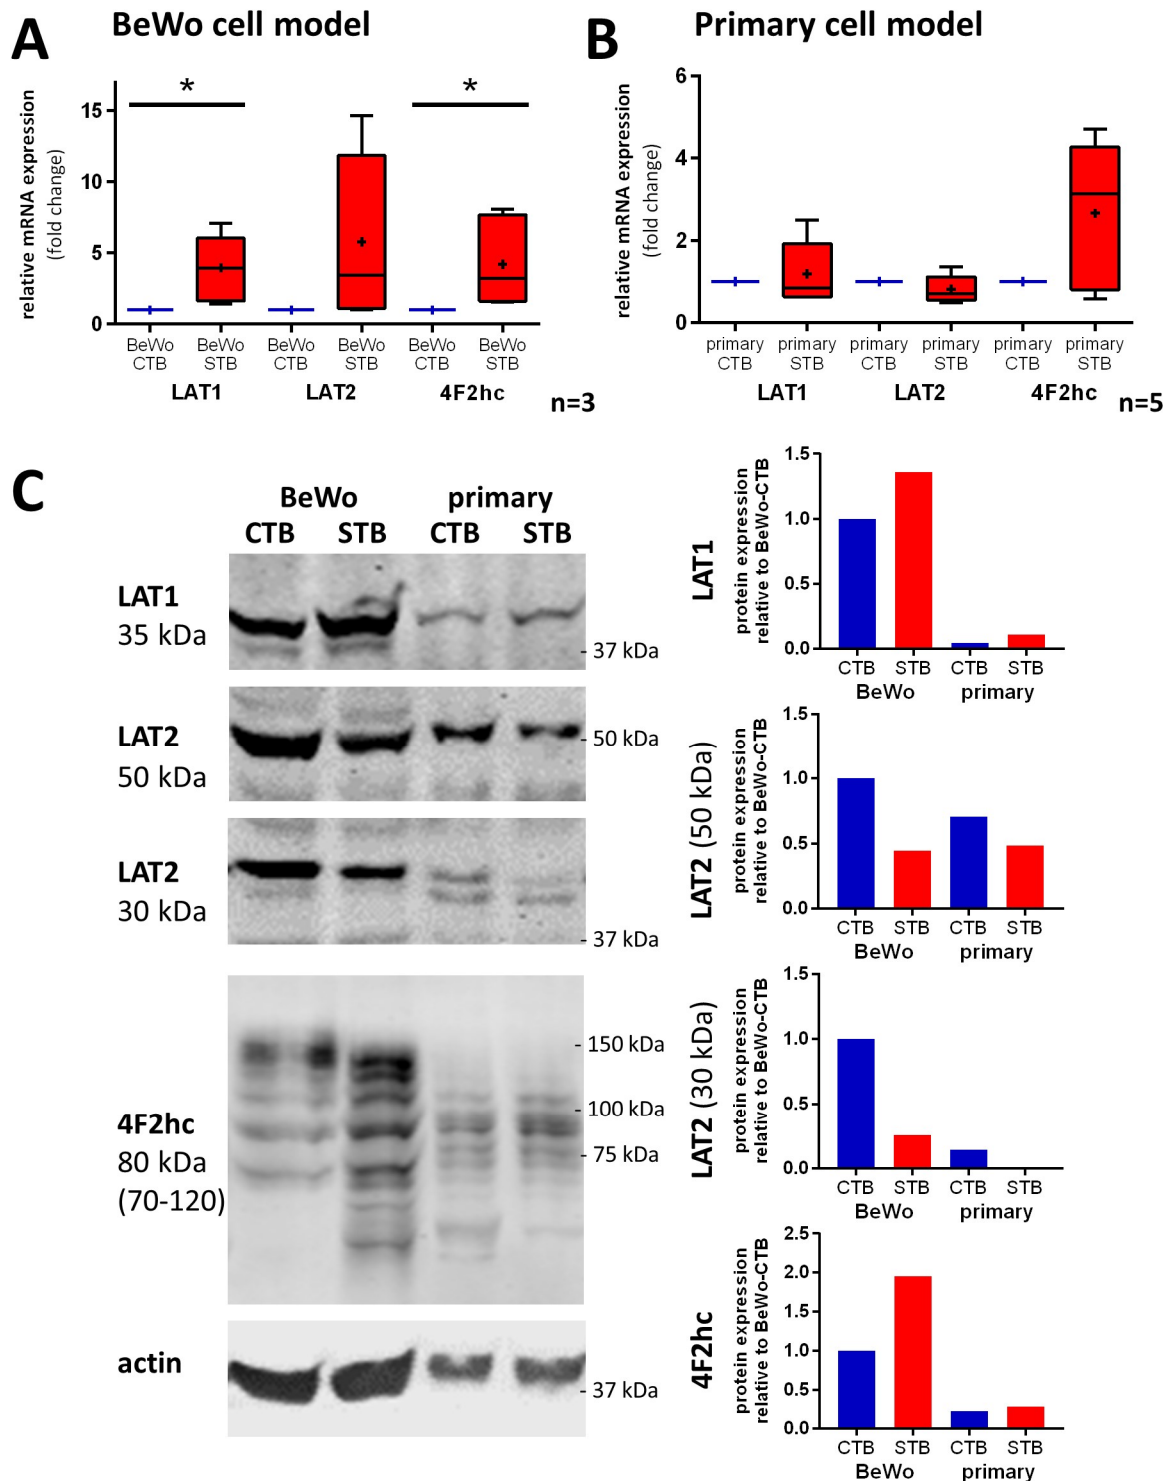 A
BeWo cell model
relative mRNA expression
(fold change)
15
10
5
0
*
*
BeWo CTB
BeWo STB
BeWo CTB
BeWo STB
BeWo CTB
BeWo STB
LAT1
LAT2
4F2hc
n=3
B
Primary cell model
relative mRNA expression
(fold change)
6
4
2
0
primary CTB
primary STB
primary CTB
primary STB
primary CTB
primary STB
LAT1
LAT2
4F2hc
n=5
C
BeWo primary
CTB STB CTB STB
LAT1
35 kDa
- 37 kDa
LAT2
50 kDa
- 50 kDa
LAT2
30 kDa
- 37 kDa
4F2hc
80 kDa
(70-120)
- 150 kDa
- 100 kDa
- 75 kDa
actin
- 37 kDa
LAT1
protein expression
relative to BeWo-CTB
1.5
1.0
0.5
0.0
CTB STB CTB STB
BeWo primary
LAT2 (50 kDa)
protein expression
relative to BeWo-CTB
1.5
1.0
0.5
0.0
CTB STB CTB STB
BeWo primary
LAT2 (30 kDa)
protein expression
relative to BeWo-CTB
1.5
1.0
0.5
0.0
CTB STB CTB STB
BeWo primary
4F2hc
protein expression
relative to BeWo-CTB
2.5
2.0
1.5
1.0
0.5
0.0
CTB STB CTB STB
BeWo primary